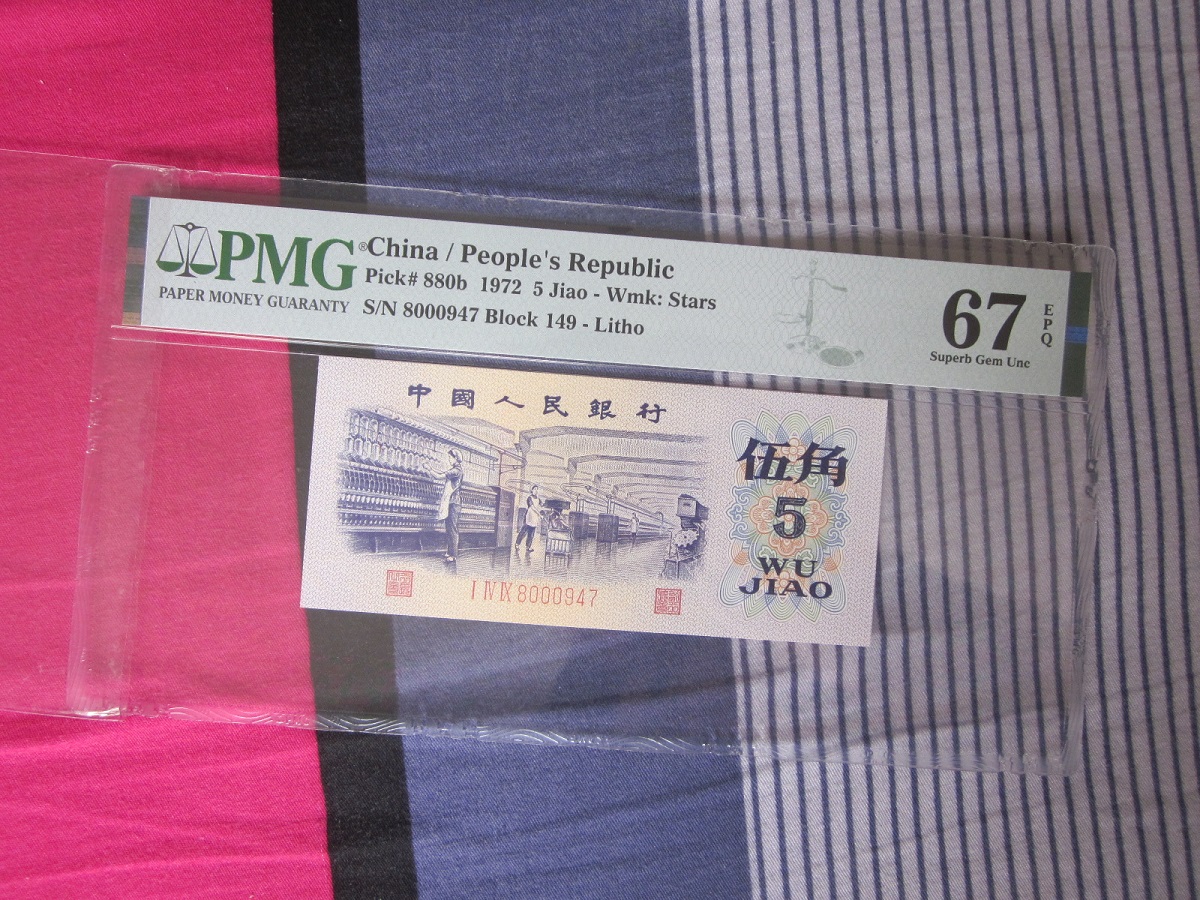 PMG®
PAPER MONEY GUARANTY
China / People's Republic
Pick# 880b 1972 5 Jiao - Wmk: Stars
S/N 8000947 Block 149 - Litho
67
EPQ
Superb Gem Unc
中國人民銀行
伍角
5
WU
JIAO
I IV IX 8000947